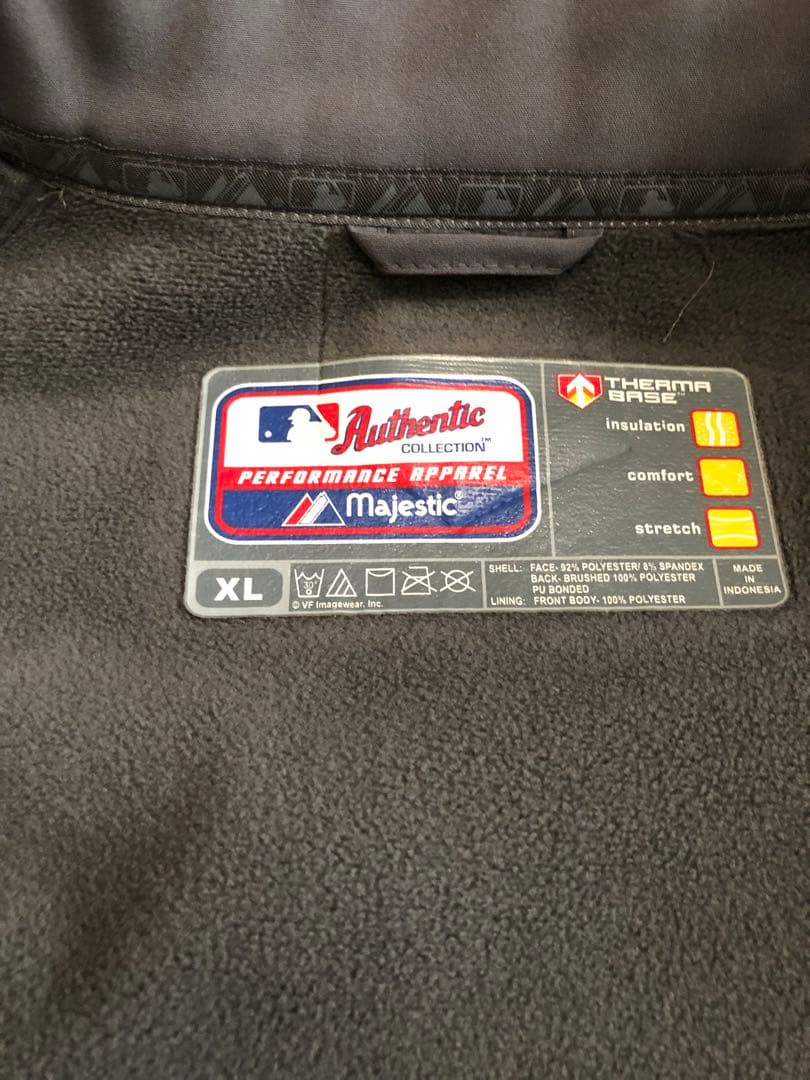 Authentic
COLLECTION™
PERFORMANCE APPAREL
Majestic®
THERMA
BASE™
insulation
comfort
stretch
XL
30°
© VF Imagewear, Inc.
SHELL: FACE- 92% POLYESTER/ 8% SPANDEX
BACK- BRUSHED 100% POLYESTER
PU BONDED
LINING: FRONT BODY- 100% POLYESTER
MADE
IN
INDONESIA